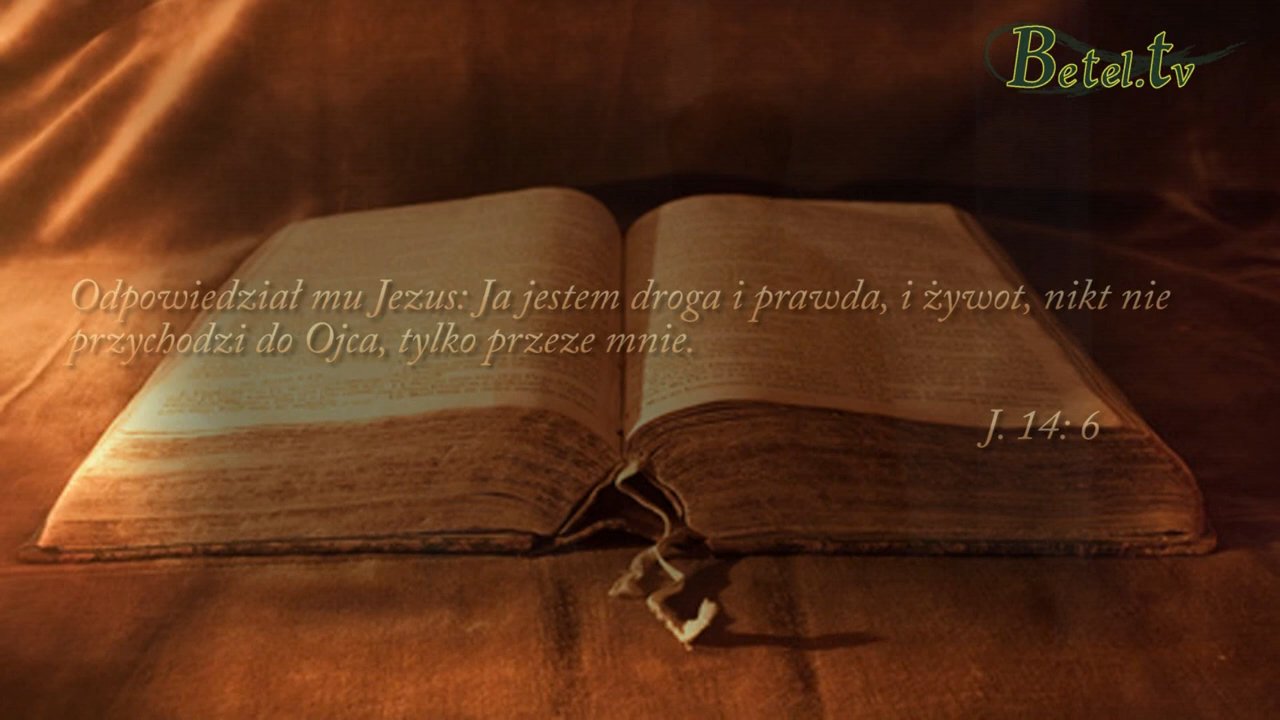 Betel.tv
Odpowiedział mu Jezus: Ja jestem droga i prawda, i żywot, nikt nie
przychodzi do Ojca, tylko przeze mnie.
J. 14: 6